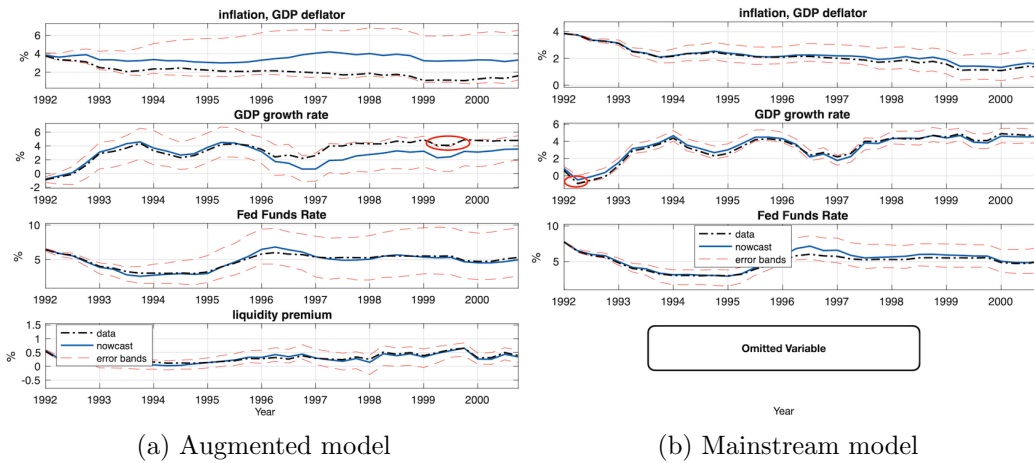 inflation, GDP deflator
%
6
4
2
1992 1993 1994 1995 1996 1997 1998 1999 2000
GDP growth rate
%
6
4
2
0
-2
1992 1993 1994 1995 1996 1997 1998 1999 2000
Fed Funds Rate
%
10
5
1992 1993 1994 1995 1996 1997 1998 1999 2000
liquidity premium
%
1.5
1
0.5
0
-0.5
data
nowcast
error bands
1992 1993 1994 1995 1996 1997 1998 1999 2000
Year
(a) Augmented model
inflation, GDP deflator
%
4
2
0
1992 1993 1994 1995 1996 1997 1998 1999 2000
GDP growth rate
%
6
4
2
0
1992 1993 1994 1995 1996 1997 1998 1999 2000
Fed Funds Rate
%
10
5
data
nowcast
error bands
1992 1993 1994 1995 1996 1997 1998 1999 2000
Omitted Variable
Year
(b) Mainstream model